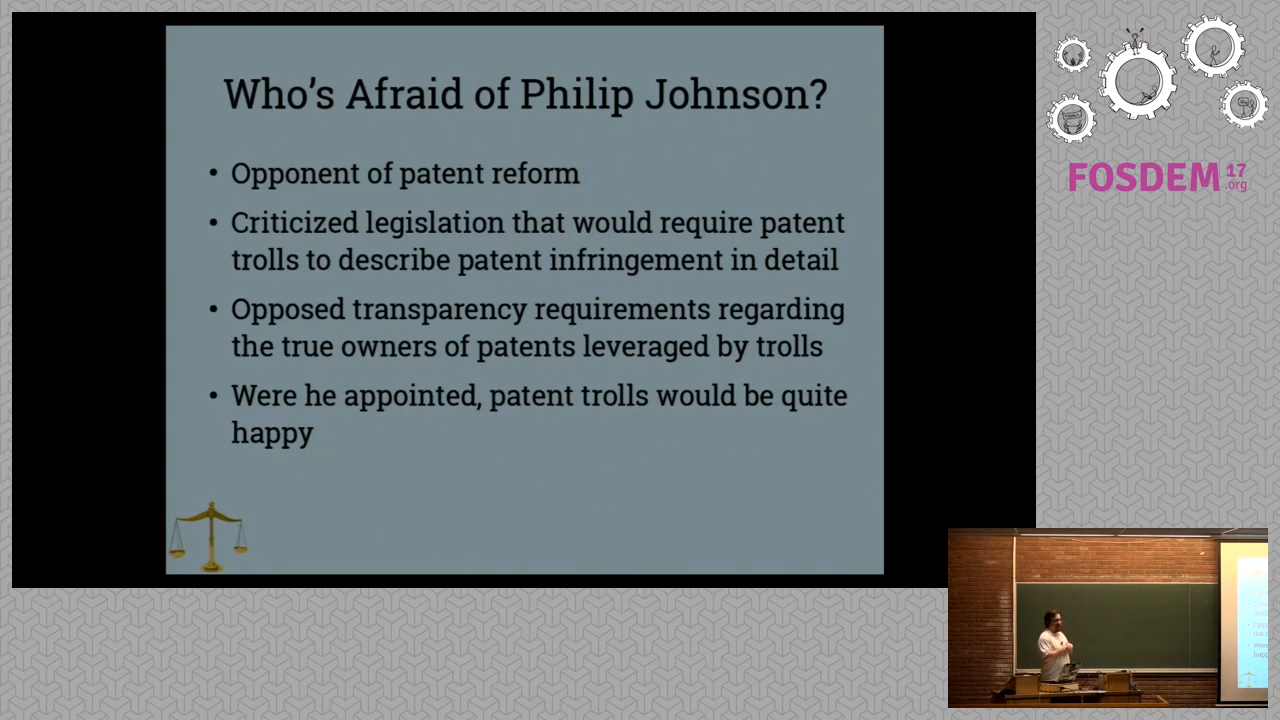 Who's Afraid of Philip Johnson?
• Opponent of patent reform
• Criticized legislation that would require patent
trolls to describe patent infringement in detail
• Opposed transparency requirements regarding
the true owners of patents leveraged by trolls
• Were he appointed, patent trolls would be quite
happy
FOSDEM 17
.org